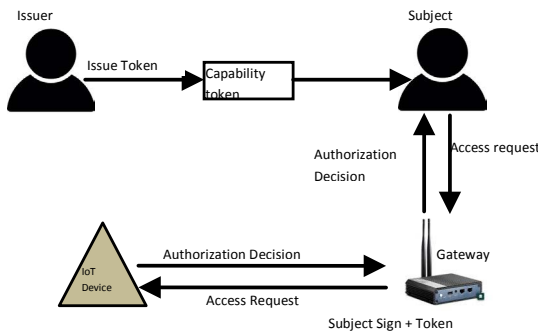 Issuer
Subject
Issue Token
Capability
token
Authorization
Decision
Access request
Authorization Decision
Gateway
IoT
Device
Access Request
Subject Sign + Token